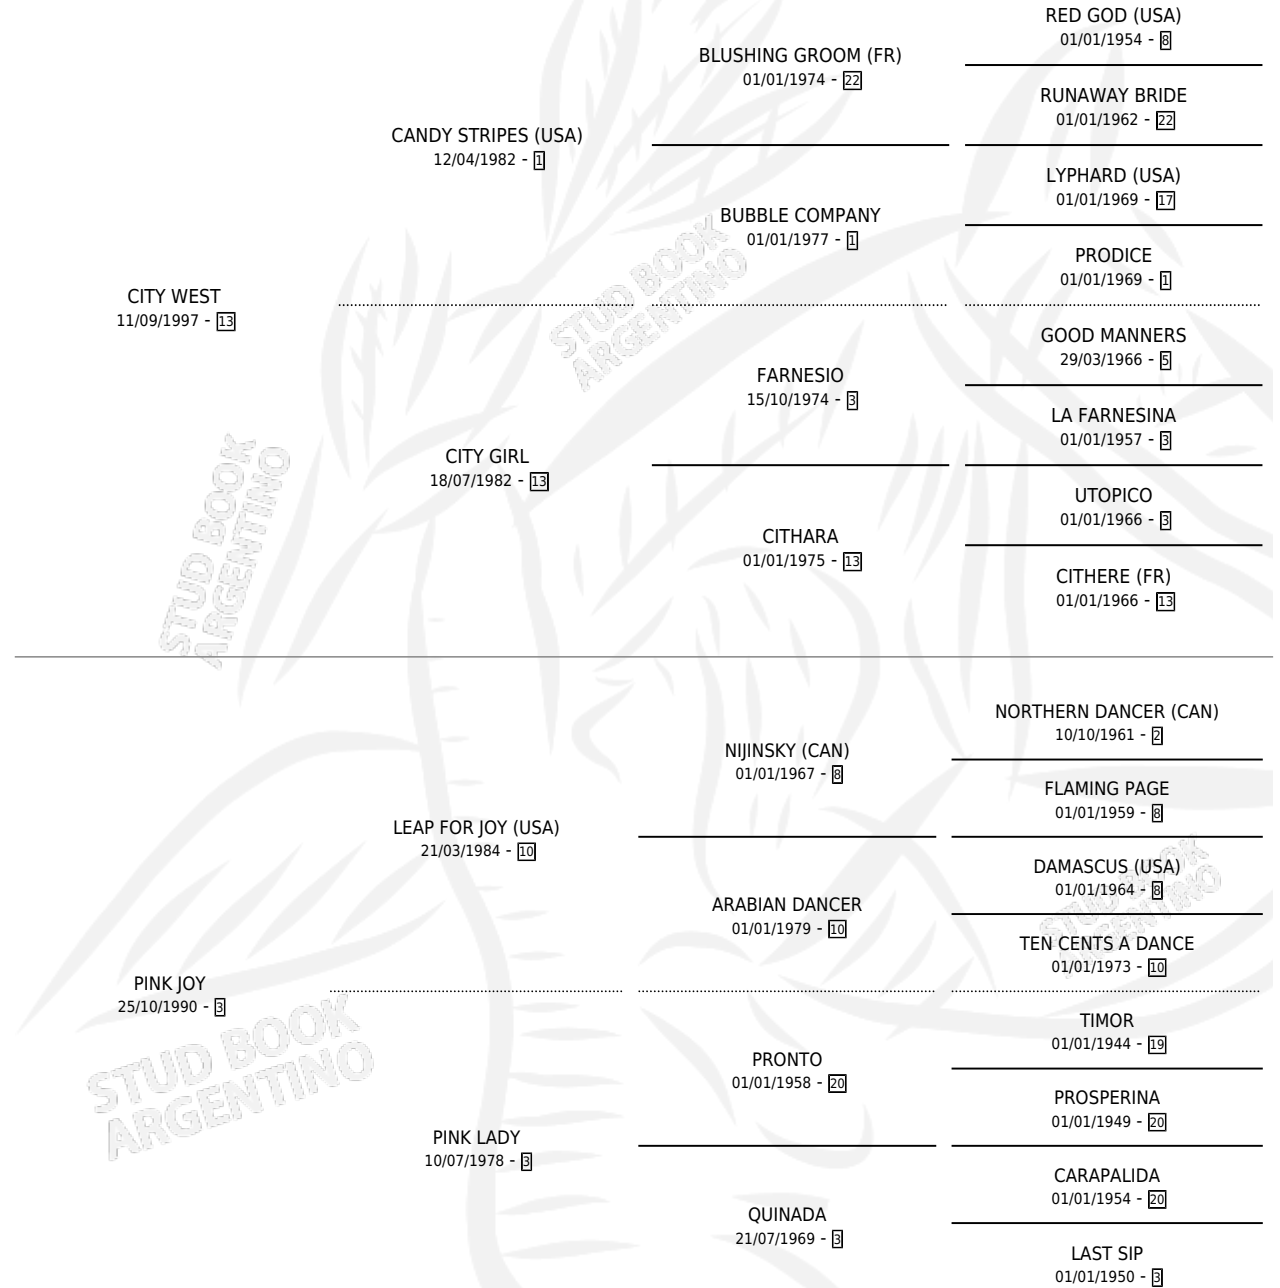 RED GOD (USA)
01/01/1954 - 8
BLUSHING GROOM (FR)
01/01/1974 - 22
RUNAWAY BRIDE
01/01/1962 - 22
CANDY STRIPES (USA)
12/04/1982 - 1
LYPHARD (USA)
01/01/1969 - 17
BUBBLE COMPANY
01/01/1977 - 1
PRODICE
01/01/1969 - 1
CITY WEST
11/09/1997 - 13
GOOD MANNERS
29/03/1966 - 5
FARNESIO
15/10/1974 - 3
LA FARNESINA
01/01/1957 - 3
CITY GIRL
18/07/1982 - 13
UTOPICO
01/01/1966 - 3
CITHARA
01/01/1975 - 13
CITHERE (FR)
01/01/1966 - 13
STUD BOOK
ARGENTINO
STUD BOOK
ARGENTINO
NORTHERN DANCER (CAN)
10/10/1961 - 2
NIJINSKY (CAN)
01/01/1967 - 8
FLAMING PAGE
01/01/1959 - 8
LEAP FOR JOY (USA)
21/03/1984 - 10
DAMASCUS (USA)
01/01/1964 - 8
ARABIAN DANCER
01/01/1979 - 10
TEN CENTS A DANCE
01/01/1973 - 10
STUD BOOK
ARGENTINO
PINK JOY
25/10/1990 - 3
TIMOR
01/01/1944 - 19
PRONTO
01/01/1958 - 20
PROSPERINA
01/01/1949 - 20
STUD BOOK
ARGENTINO
PINK LADY
10/07/1978 - 3
CARAPALIDA
01/01/1954 - 20
QUINADA
21/07/1969 - 3
LAST SIP
01/01/1950 - 3